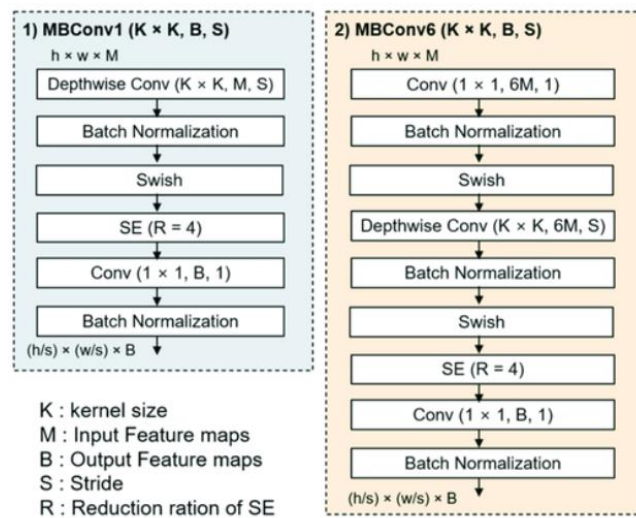 1) MBConv1 (K × K, B, S)
h × w × M
Depthwise Conv (K × K, M, S)
Batch Normalization
Swish
SE (R = 4)
Conv (1 × 1, B, 1)
Batch Normalization
(h/s) × (w/s) × B
2) MBConv6 (K × K, B, S)
h × w × M
Conv (1 × 1, 6M, 1)
Batch Normalization
Swish
Depthwise Conv (K × K, 6M, S)
Batch Normalization
Swish
SE (R = 4)
Conv (1 × 1, B, 1)
Batch Normalization
(h/s) × (w/s) × B
K : kernel size
M : Input Feature maps
B : Output Feature maps
S : Stride
R : Reduction ration of SE